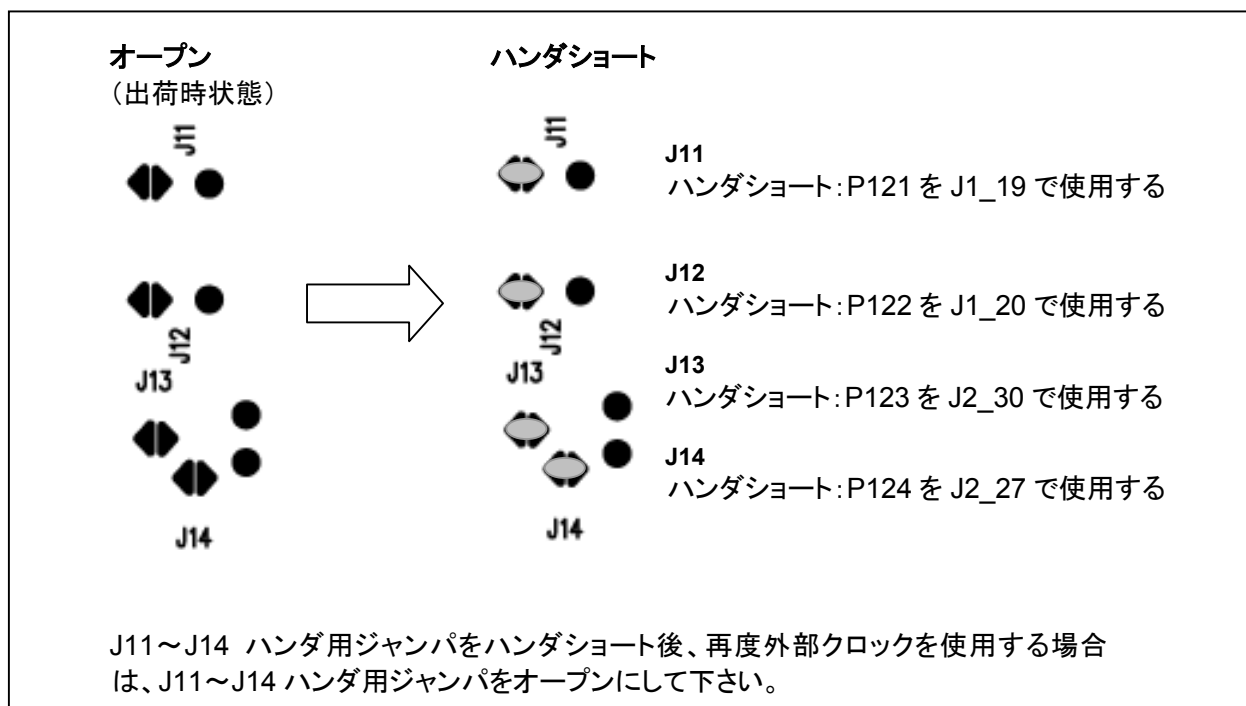 オープン
（出荷時状態）
J11
J12
J13
J14
ハンダショート
J11
J12
J13
J14
J11
ハンダショート：P121 を J1_19 で使用する
J12
ハンダショート：P122 を J1_20 で使用する
J13
ハンダショート：P123 を J2_30 で使用する
J14
ハンダショート：P124 を J2_27 で使用する
J11～J14 ハンダ用ジャンパをハンダショート後、再度外部クロックを使用する場合
は、J11～J14 ハンダ用ジャンパをオープンにして下さい。